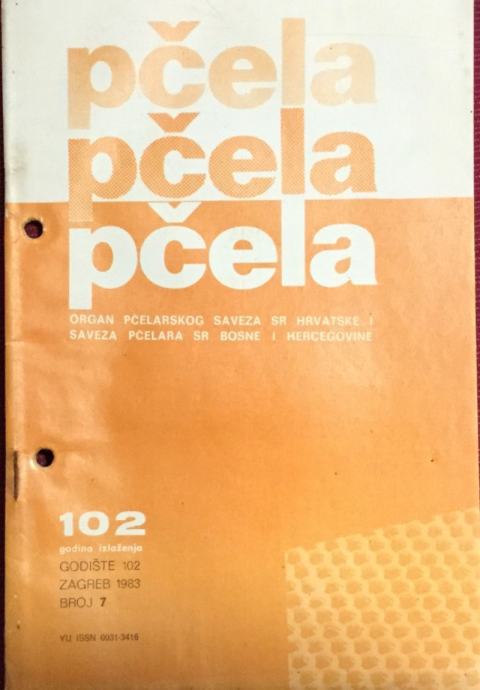 pčela
pčela
pčela
ORGAN PČELARSKOG SAVEZA SR HRVATSKE I
SAVEZA PČELARA SR BOSNE I HERCEGOVINE
102
godina izlaženja
GODIŠTE 102
ZAGREB 1983
BROJ 7
YU ISSN 0031-3416